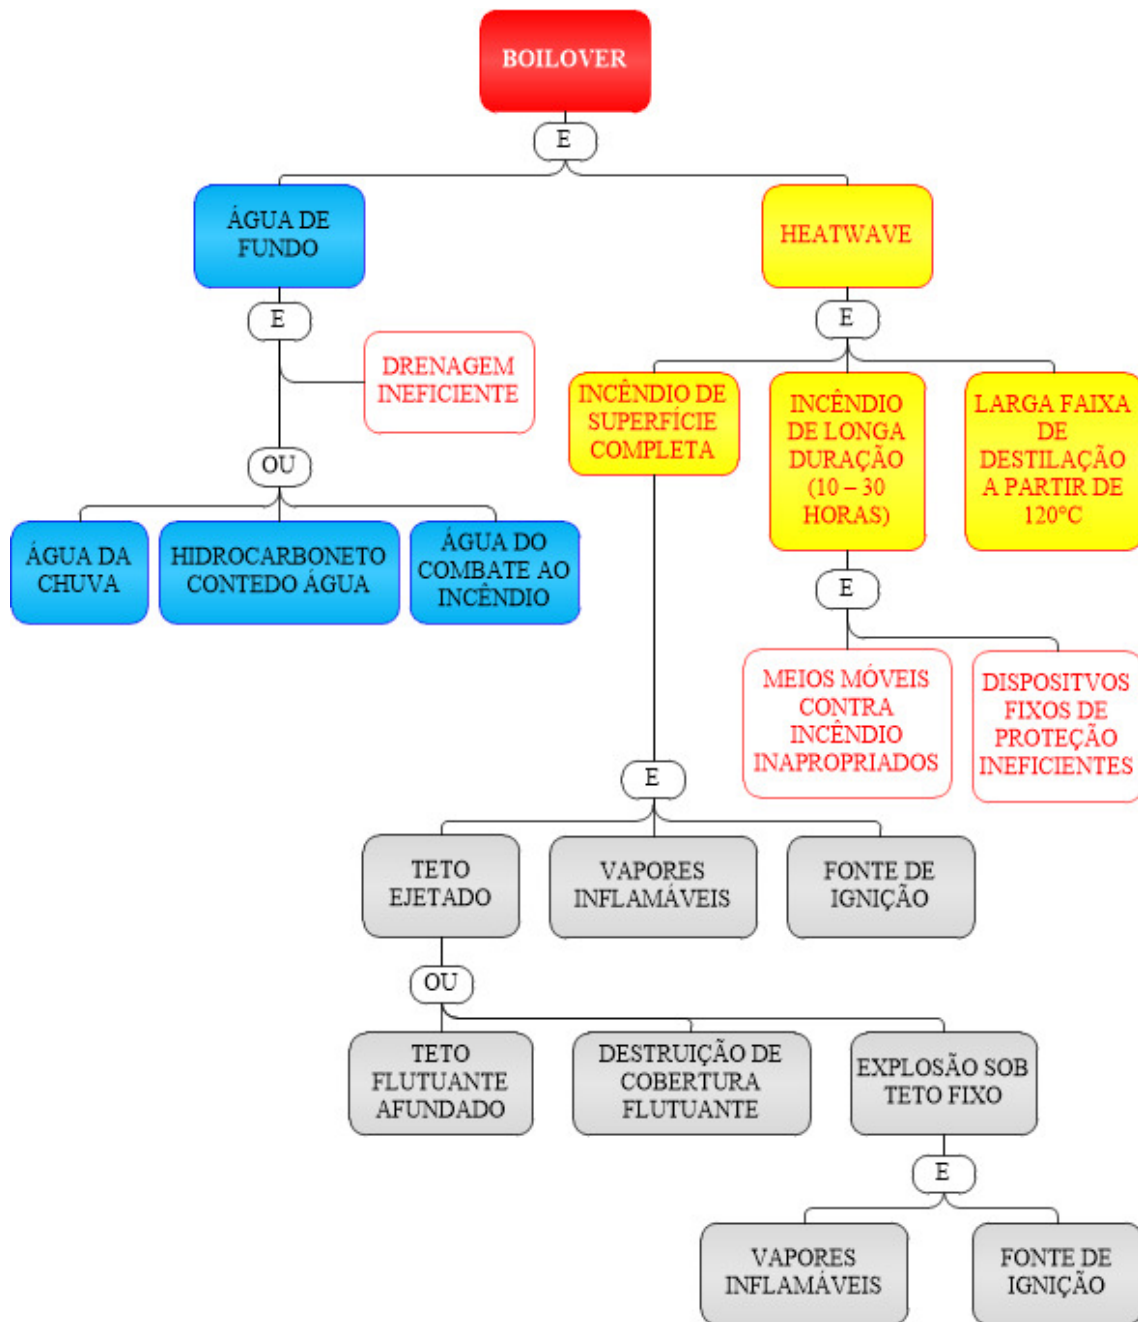 BOILOVER
E
ÁGUA DE
FUNDO
HEATWAVE
E
E
DRENAGEM
INEFICIENTE
INCÊNDIO DE
SUPERFÍCIE
COMPLETA
INCÊNDIO
DE LONGA
DURAÇÃO
(10 – 30
HORAS)
LARGA FAIXA
DE
DESTILAÇÃO
A PARTIR DE
120°C
OU
ÁGUA DA
CHUVA
HIDROCARBONETO
CONTEDO ÁGUA
ÁGUA DO
COMBATE AO
INCÊNDIO
E
MEIOS MÓVEIS
CONTRA
INCÊNDIO
INAPROPRIADOS
DISPOSITVOS
FIXOS DE
PROTEÇÃO
INEFICIENTES
E
TETO
EJETADO
VAPORES
INFLAMÁVEIS
FONTE DE
IGNIÇÃO
OU
TETO
FLUTUANTE
AFUNDADO
DESTRUIÇÃO DE
COBERTURA
FLUTUANTE
EXPLOSÃO SOB
TETO FIXO
E
VAPORES
INFLAMÁVEIS
FONTE DE
IGNIÇÃO